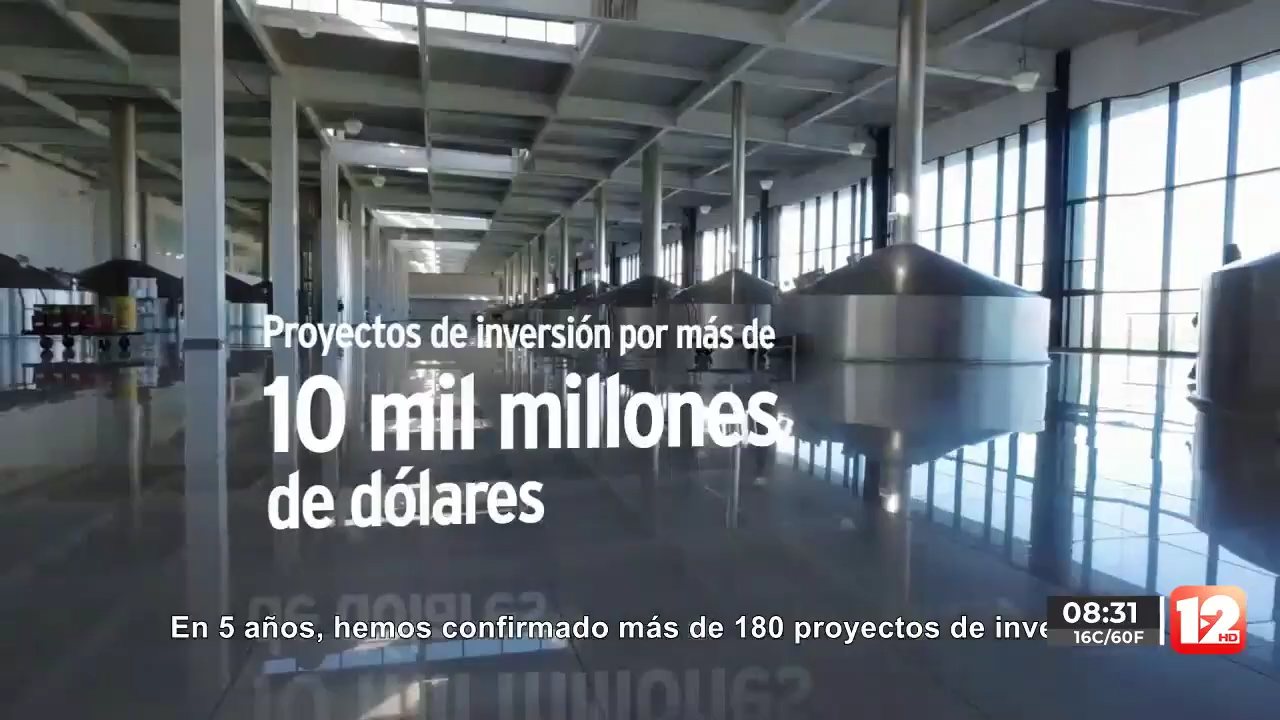 Proyectos de inversión por más de
10 mil millones
de dólares
En 5 años, hemos confirmado más de 180 proyectos de inve
08:31
16C/60F
12
HD